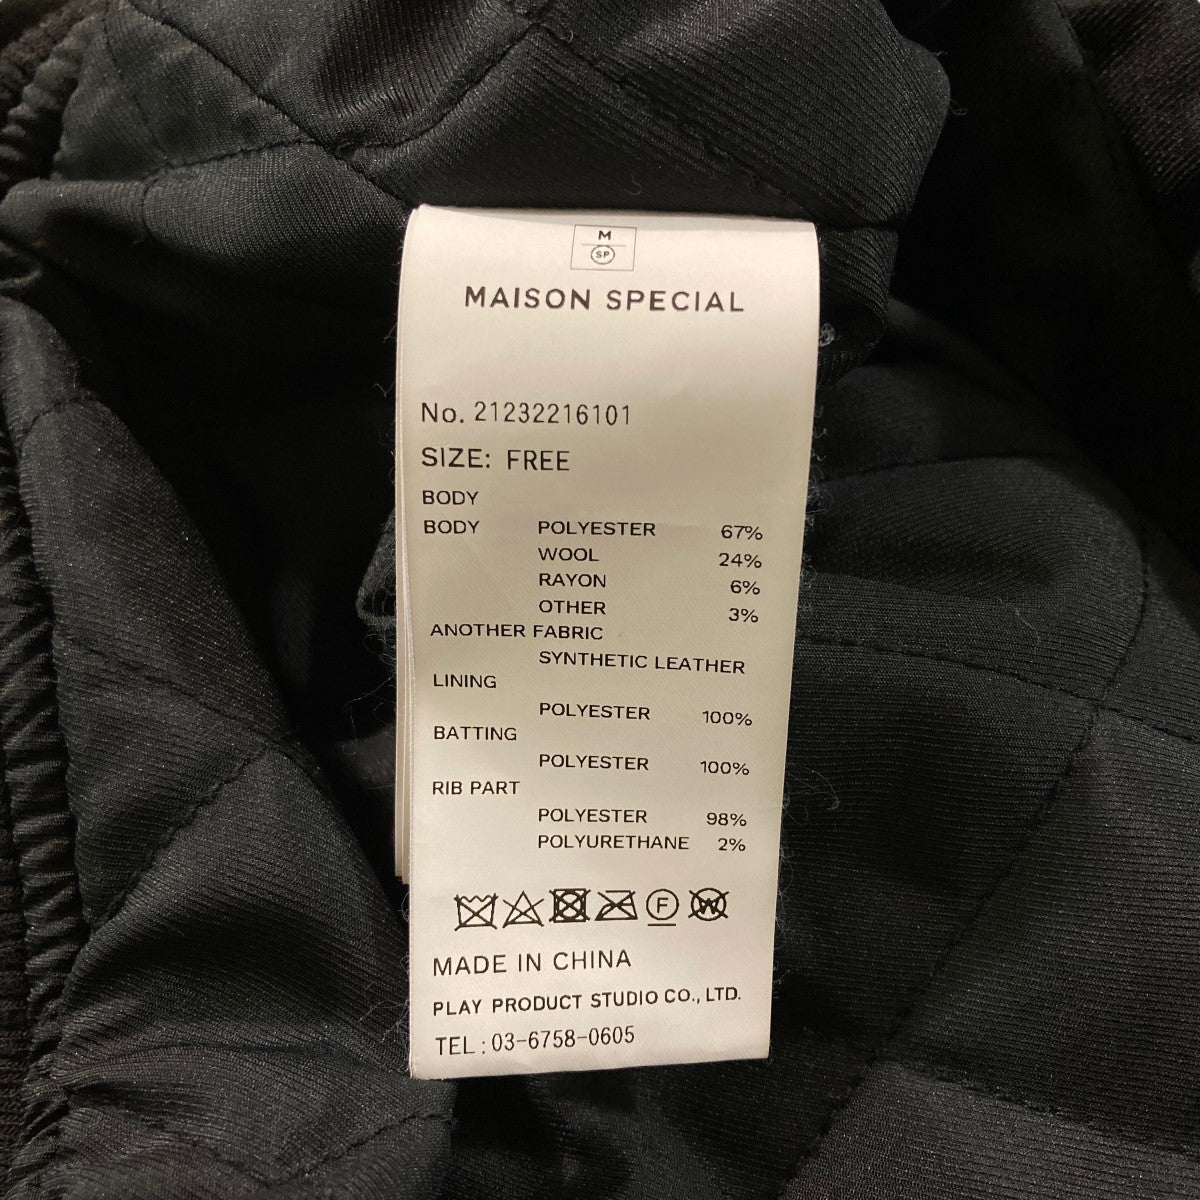 M
SP
MAISON SPECIAL
No. 21232216101
SIZE: FREE
BODY
BODY POLYESTER 67%
WOOL 24%
RAYON 6%
OTHER 3%
ANOTHER FABRIC
SYNTHETIC LEATHER
LINING
POLYESTER 100%
BATTING
POLYESTER 100%
RIB PART
POLYESTER 98%
POLYURETHANE 2%
F W
MADE IN CHINA
PLAY PRODUCT STUDIO CO., LTD.
TEL : 03-6758-0605